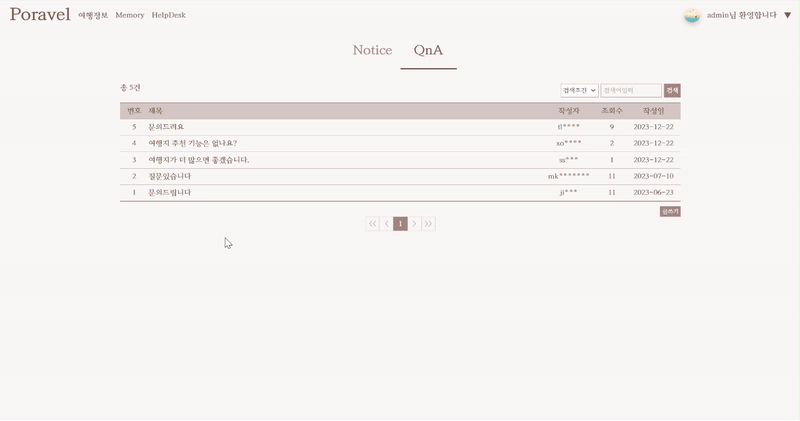 Poravel 여행정보 Memory HelpDesk admin님 환영합니다 ▼
Notice QnA
총 5건 검색조건 검색어입력 검색
번호 제목 작성자 조회수 작성일
5 문의드려요 tl**** 9 2023-12-22
4 여행지 추천 기능은 없나요? xo**** 2 2023-12-22
3 여행지가 더 많으면 좋겠습니다. ss*** 1 2023-12-22
2 질문있습니다 mk******* 11 2023-07-10
1 문의드립니다 ji*** 11 2023-06-23
글쓰기
1